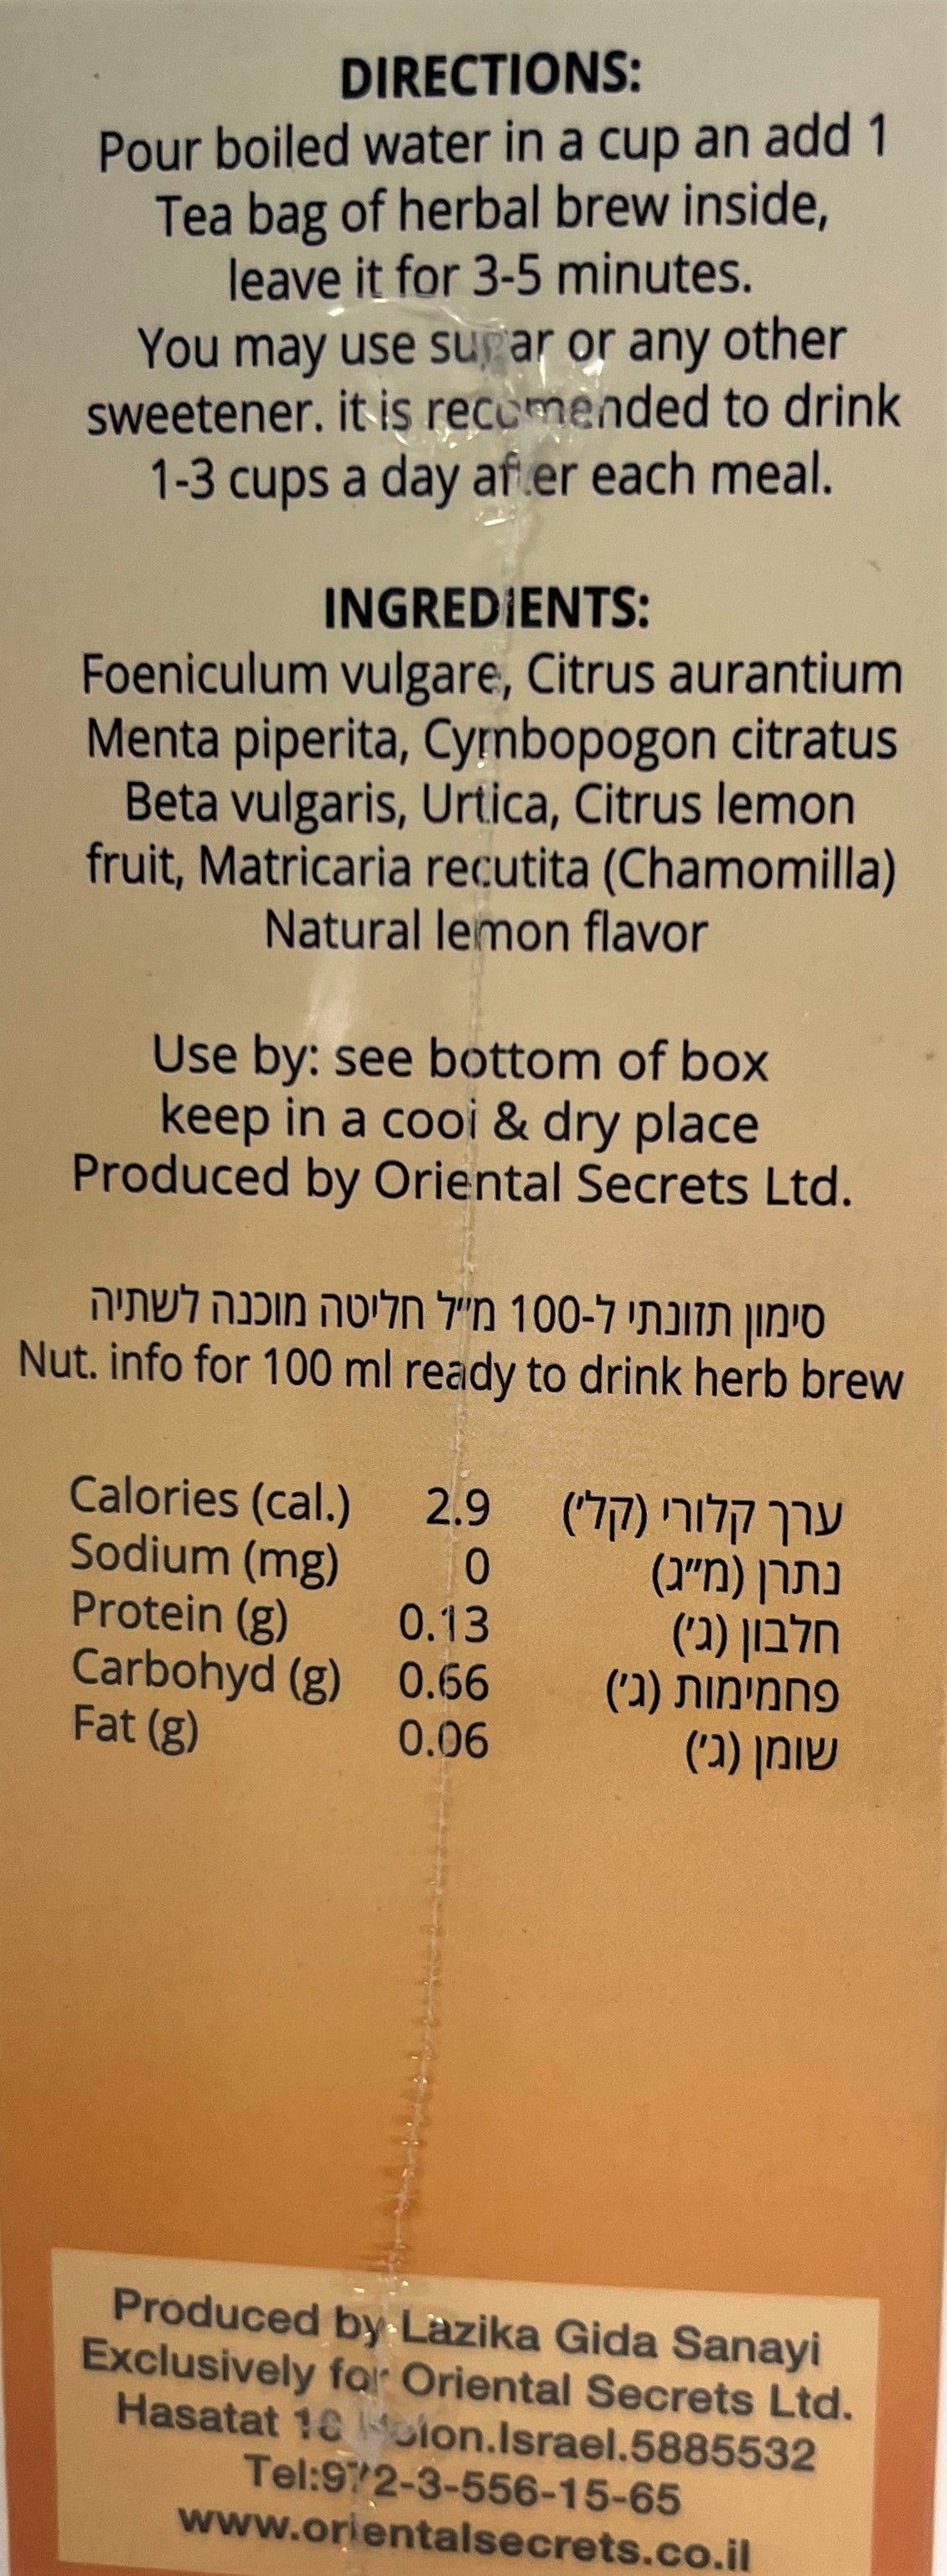 DIRECTIONS:
Pour boiled water in a cup an add 1
Tea bag of herbal brew inside,
leave it for 3-5 minutes.
You may use sugar or any other
sweetener. it is recomended to drink
1-3 cups a day after each meal.
INGREDIENTS:
Foeniculum vulgare, Citrus aurantium
Menta piperita, Cymbopogon citratus
Beta vulgaris, Urtica, Citrus lemon
fruit, Matricaria recutita (Chamomilla)
Natural lemon flavor
Use by: see bottom of box
keep in a cool & dry place
Produced by Oriental Secrets Ltd.
סימון תזונתי ל-100 מ״ל חליטה מוכנה לשתיה
Nut. info for 100 ml ready to drink herb brew
Calories (cal.) 2.9 ערך קלורי (קל׳)
Sodium (mg) 0 נתרן (מ״ג)
Protein (g) 0.13 חלבון (ג׳)
Carbohyd (g) 0.66 פחמימות (ג׳)
Fat (g) 0.06 שומן (ג׳)
Produced by Lazika Gida Sanayi
Exclusively for Oriental Secrets Ltd.
Hasatat Holon.Israel.5885532
Tel:972-3-556-15-65
www.orientalsecrets.co.il